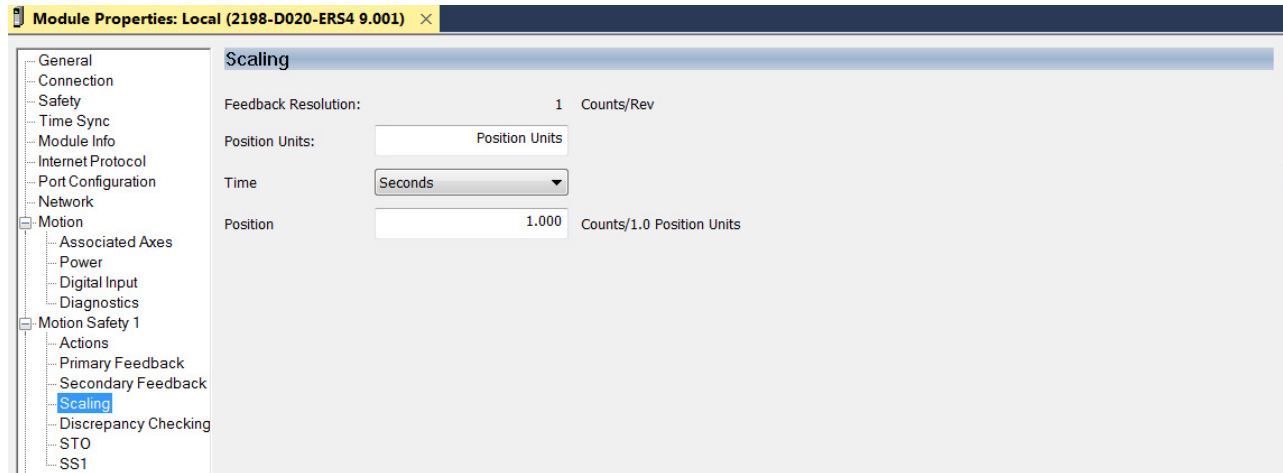 Module Properties: Local (2198-D020-ERS4 9.001) ×
General
Connection
Safety
Time Sync
Module Info
Internet Protocol
Port Configuration
Network
Motion
Associated Axes
Power
Digital Input
Diagnostics
Motion Safety 1
Actions
Primary Feedback
Secondary Feedback
Scaling
Discrepancy Checking
STO
SS1
Scaling
Feedback Resolution: 1 Counts/Rev
Position Units: Position Units
Time Seconds
Position 1.000 Counts/1.0 Position Units